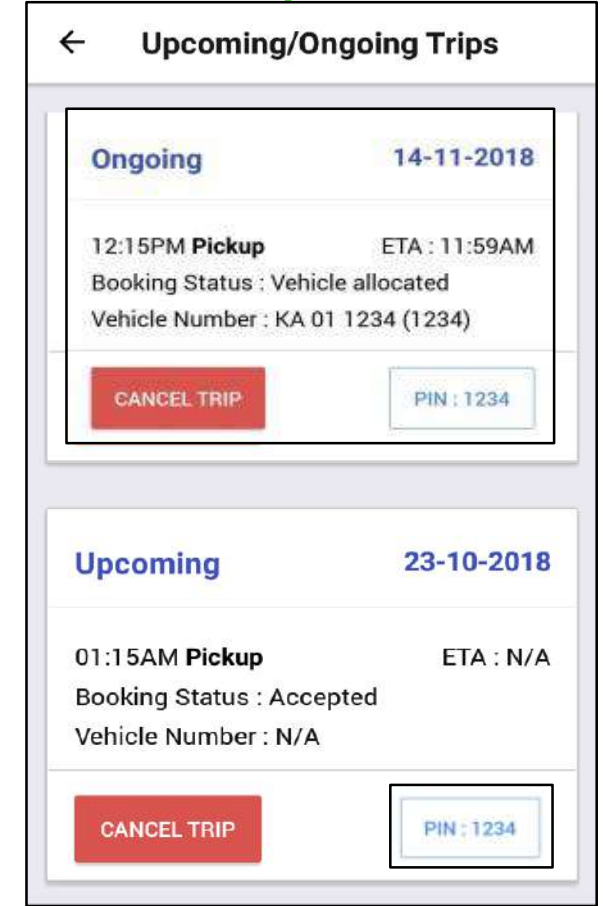 Upcoming/Ongoing Trips
Ongoing 14-11-2018
12:15PM Pickup ETA : 11:59AM
Booking Status : Vehicle allocated
Vehicle Number : KA 01 1234 (1234)
CANCEL TRIP PIN : 1234
Upcoming 23-10-2018
01:15AM Pickup ETA : N/A
Booking Status : Accepted
Vehicle Number : N/A
CANCEL TRIP PIN : 1234